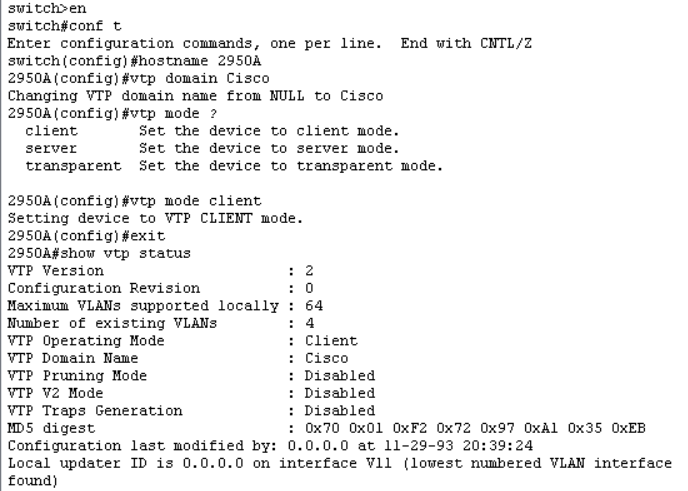 switch>en
switch#conf t
Enter configuration commands, one per line.  End with CNTL/Z
switch(config)#hostname 2950A
2950A(config)#vtp domain Cisco
Changing VTP domain name from NULL to Cisco
2950A(config)#vtp mode ?
  client       Set the device to client mode.
  server       Set the device to server mode.
  transparent  Set the device to transparent mode.
2950A(config)#vtp mode client
Setting device to VTP CLIENT mode.
2950A(config)#exit
2950A#show vtp status
VTP Version                     : 2
Configuration Revision          : 0
Maximum VLANs supported locally : 64
Number of existing VLANs        : 4
VTP Operating Mode              : Client
VTP Domain Name                 : Cisco
VTP Pruning Mode                : Disabled
VTP V2 Mode                     : Disabled
VTP Traps Generation            : Disabled
MD5 digest                      : 0x70 0x01 0xF2 0x72 0x97 0xA1 0x35 0xEB
Configuration last modified by: 0.0.0.0 at 11-29-93 20:39:24
Local updater ID is 0.0.0.0 on interface Vl1 (lowest numbered VLAN interface
found)